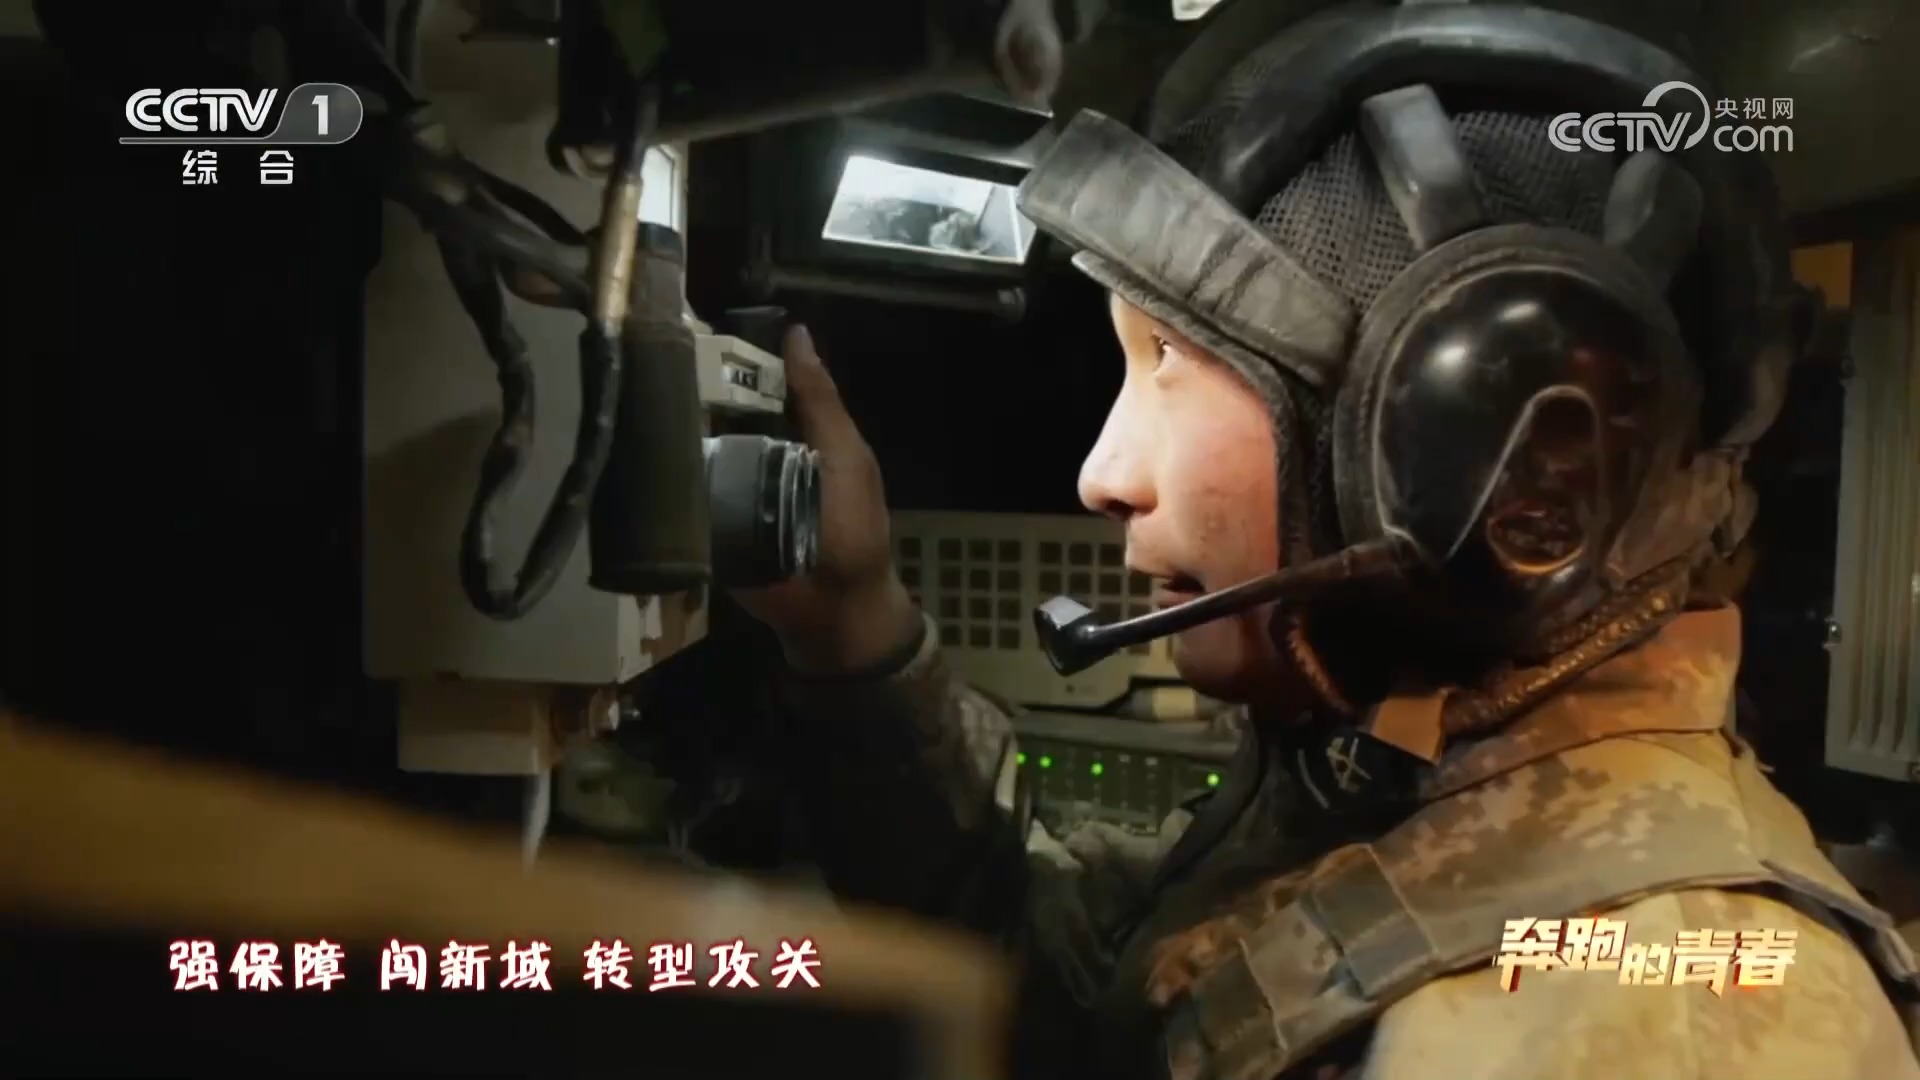 CCTV 1
综合
央视网
CCTV.com
强保障 闯新域 转型攻关
奔跑的青春